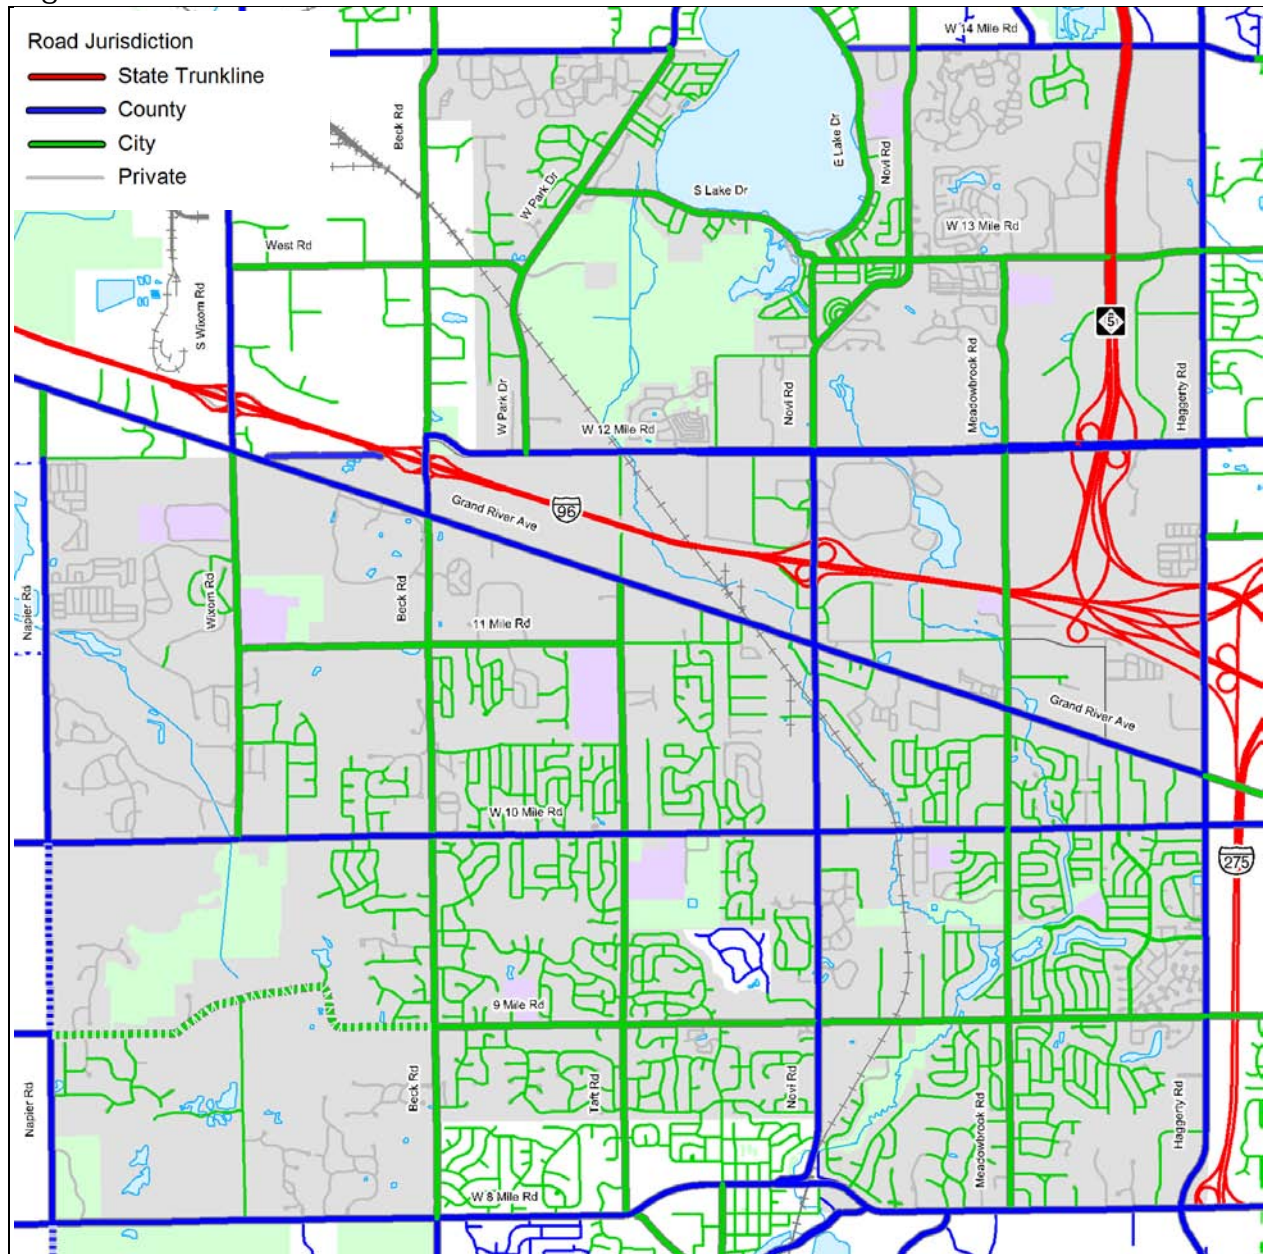 Road Jurisdiction
State Trunkline
County
City
Private
W 14 Mile Rd
Beck Rd
E Lake Dr
Novi Rd
W Park Dr
S Lake Dr
W 13 Mile Rd
West Rd
S Wixom Rd
5
Meadowbrook Rd
Haggerty Rd
W Park Dr
Novi Rd
W 12 Mile Rd
Grand River Ave
96
Napier Rd
Wixom Rd
Beck Rd
11 Mile Rd
Grand River Ave
W 10 Mile Rd
275
9 Mile Rd
Napier Rd
Beck Rd
Taft Rd
Novi Rd
Meadowbrook Rd
Haggerty Rd
W 8 Mile Rd